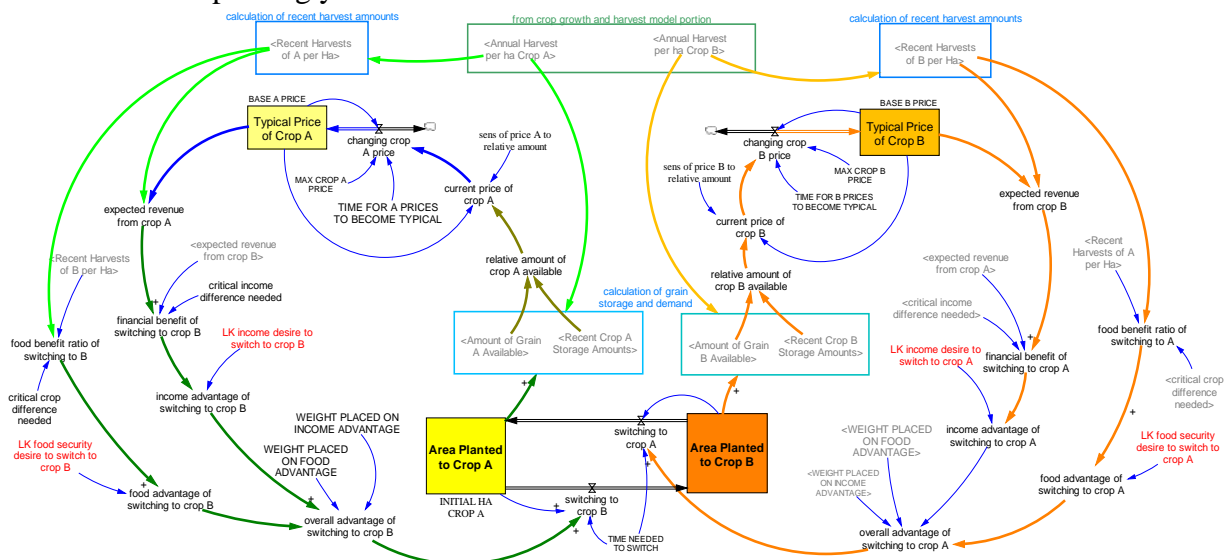 calculation of recent harvest amounts
from crop growth and harvest model portion
calculation of recent harvest amounts
<Recent Harvests
of A per Ha>
<Annual Harvest
per ha Crop A>
<Annual Harvest
per ha Crop B>
<Recent Harvests
of B per Ha>
BASE A PRICE
Typical Price
of Crop A
changing crop
A price
sens of price A to
relative amount
MAX CROP A
PRICE
TIME FOR A PRICES
TO BECOME TYPICAL
current price of
crop A
BASE B PRICE
Typical Price
of Crop B
changing crop
B price
sens of price B to
relative amount
MAX CROP B
PRICE
TIME FOR B PRICES
TO BECOME TYPICAL
current price of
crop B
expected revenue
from crop A
expected revenue
from crop B
<Recent Harvests
of B per Ha>
<expected revenue
from crop B>
critical income
difference needed
+
financial benefit of
switching to crop B
relative amount of
crop A available
relative amount of
crop B available
calculation of grain
storage and demand
<Amount of Grain
A Available>
<Recent Crop A
Storage Amounts>
<Amount of Grain
B Available>
<Recent Crop B
Storage Amounts>
<expected revenue
from crop A>
<Recent
Harvests of A
per Ha>
<critical income
difference needed>
+
financial benefit of
switching to crop A
food benefit ratio of
switching to A
food benefit ratio of
switching to B
LK income desire to
switch to crop B
LK income desire to
switch to crop A
critical crop
difference
needed
income advantage of
switching to crop B
<critical crop
difference
needed>
+
+
+
LK food security
desire to switch to
crop B
WEIGHT PLACED ON
INCOME ADVANTAGE
WEIGHT PLACED
ON FOOD
ADVANTAGE
+
food advantage of
switching to crop B
+
overall advantage of
switching to crop B
Area Planted
to Crop A
INITIAL HA
CROP A
switching to
crop A
+
Area Planted
to Crop B
+
switching to
crop B
+
TIME NEEDED
TO SWITCH
<WEIGHT PLACED
ON FOOD
ADVANTAGE>
<WEIGHT PLACED
ON INCOME
ADVANTAGE>
income advantage of
switching to crop A
LK food security
desire to switch to
crop A
food advantage of
switching to crop A
overall advantage of
switching to crop A